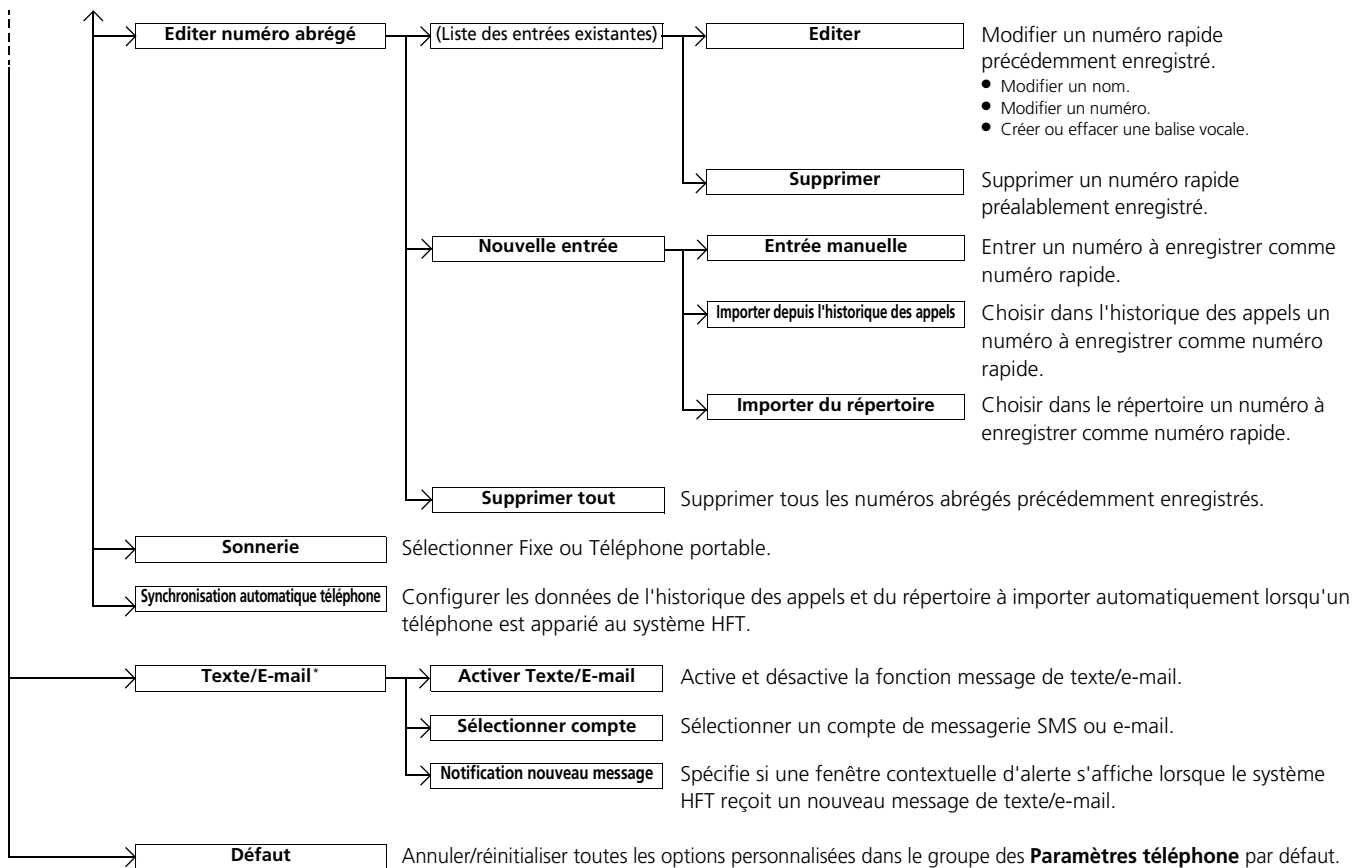 Editer numéro abrégé
(Liste des entrées existantes)
Editer
Modifier un numéro rapide
précédemment enregistré.
● Modifier un nom.
● Modifier un numéro.
● Créer ou effacer une balise vocale.
Supprimer
Supprimer un numéro rapide
préalablement enregistré.
Nouvelle entrée
Entrée manuelle
Entrer un numéro à enregistrer comme
numéro rapide.
Importer depuis l'historique des appels
Choisir dans l'historique des appels un
numéro à enregistrer comme numéro
rapide.
Importer du répertoire
Choisir dans le répertoire un numéro à
enregistrer comme numéro rapide.
Supprimer tout
Supprimer tous les numéros abrégés précédemment enregistrés.
Sonnerie
Sélectionner Fixe ou Téléphone portable.
Synchronisation automatique téléphone
Configurer les données de l'historique des appels et du répertoire à importer automatiquement lorsqu'un
téléphone est apparié au système HFT.
Texte/E-mail*
Activer Texte/E-mail
Active et désactive la fonction message de texte/e-mail.
Sélectionner compte
Sélectionner un compte de messagerie SMS ou e-mail.
Notification nouveau message
Spécifie si une fenêtre contextuelle d'alerte s'affiche lorsque le système
HFT reçoit un nouveau message de texte/e-mail.
Défaut
Annuler/réinitialiser toutes les options personnalisées dans le groupe des Paramètres téléphone par défaut.